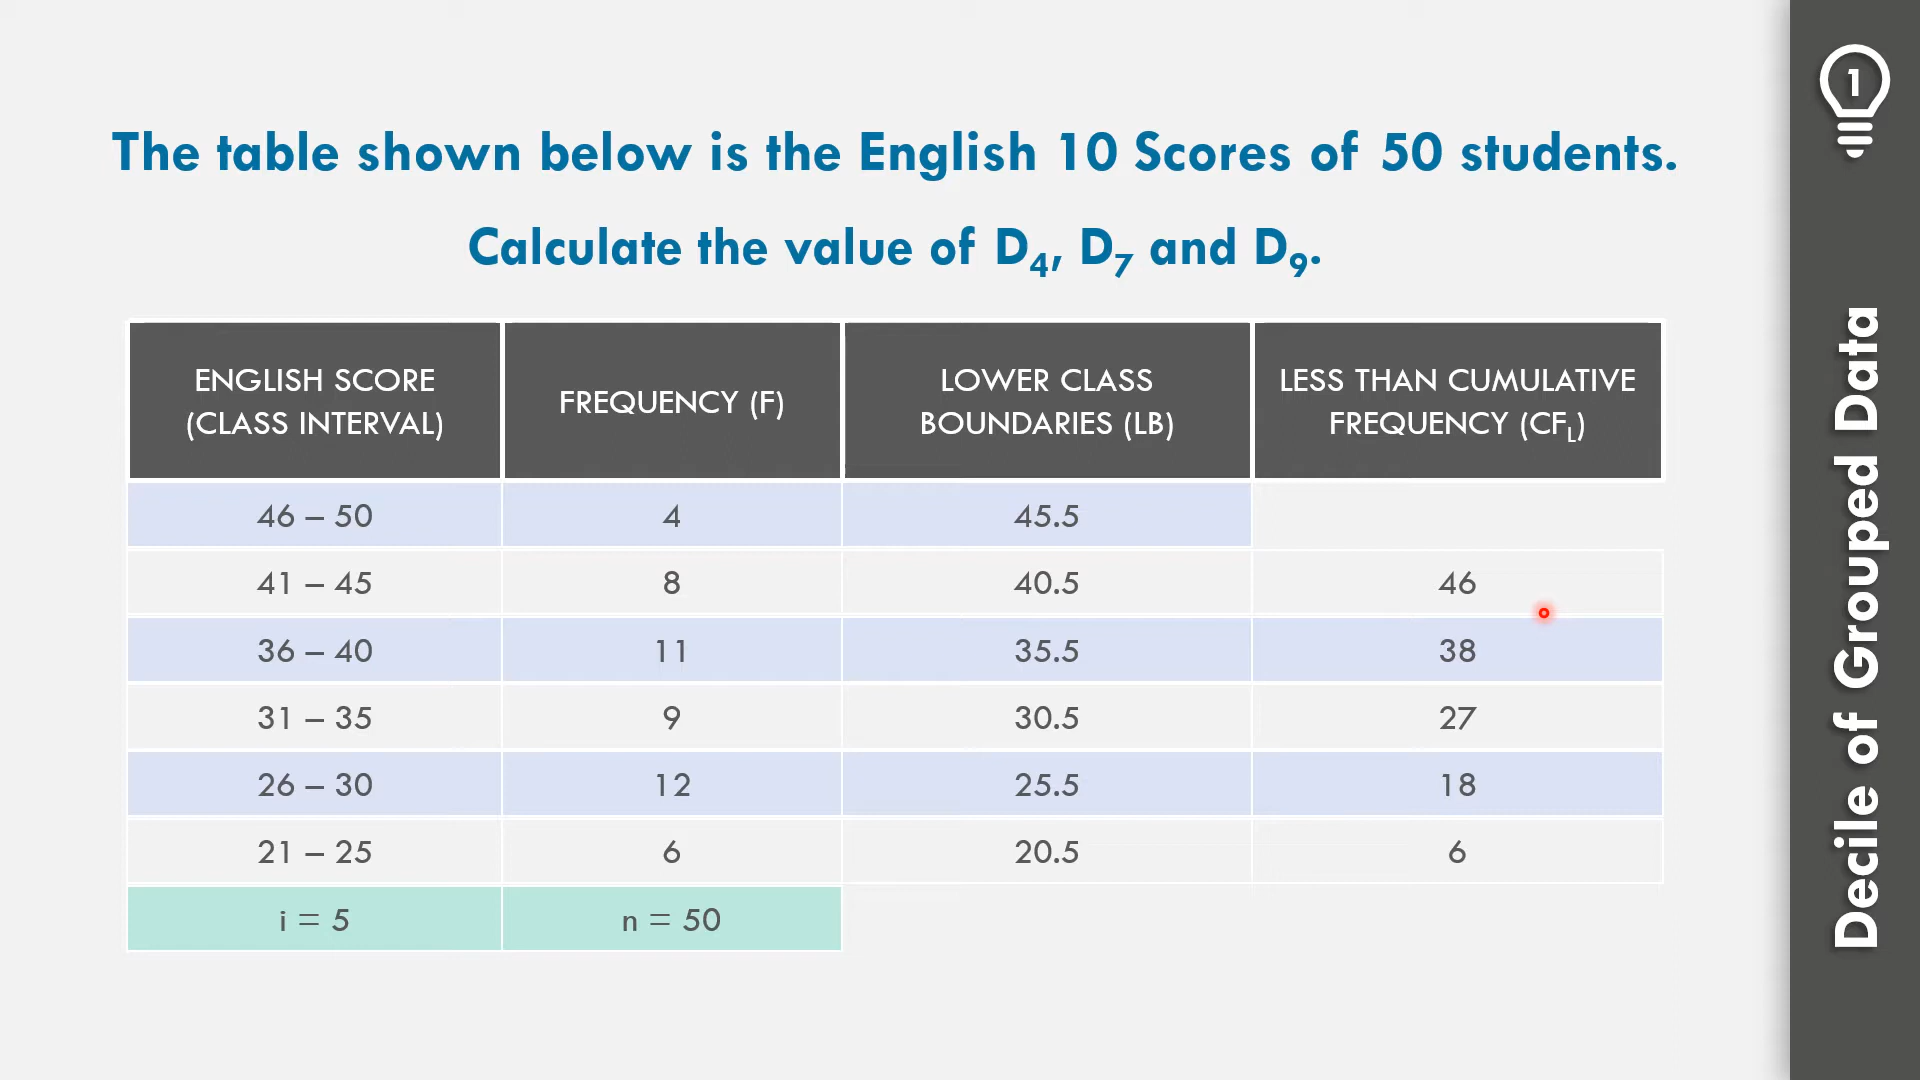 The table shown below is the English 10 Scores of 50 students.
Calculate the value of D₄, D₇ and D₉.
ENGLISH SCORE
(CLASS INTERVAL)
FREQUENCY (F)
LOWER CLASS
BOUNDARIES (LB)
LESS THAN CUMULATIVE
FREQUENCY (CFL)
46 – 50 4 45.5
41 – 45 8 40.5 46
36 – 40 11 35.5 38
31 – 35 9 30.5 27
26 – 30 12 25.5 18
21 – 25 6 20.5 6
i = 5 n = 50
1
Decile of Grouped Data